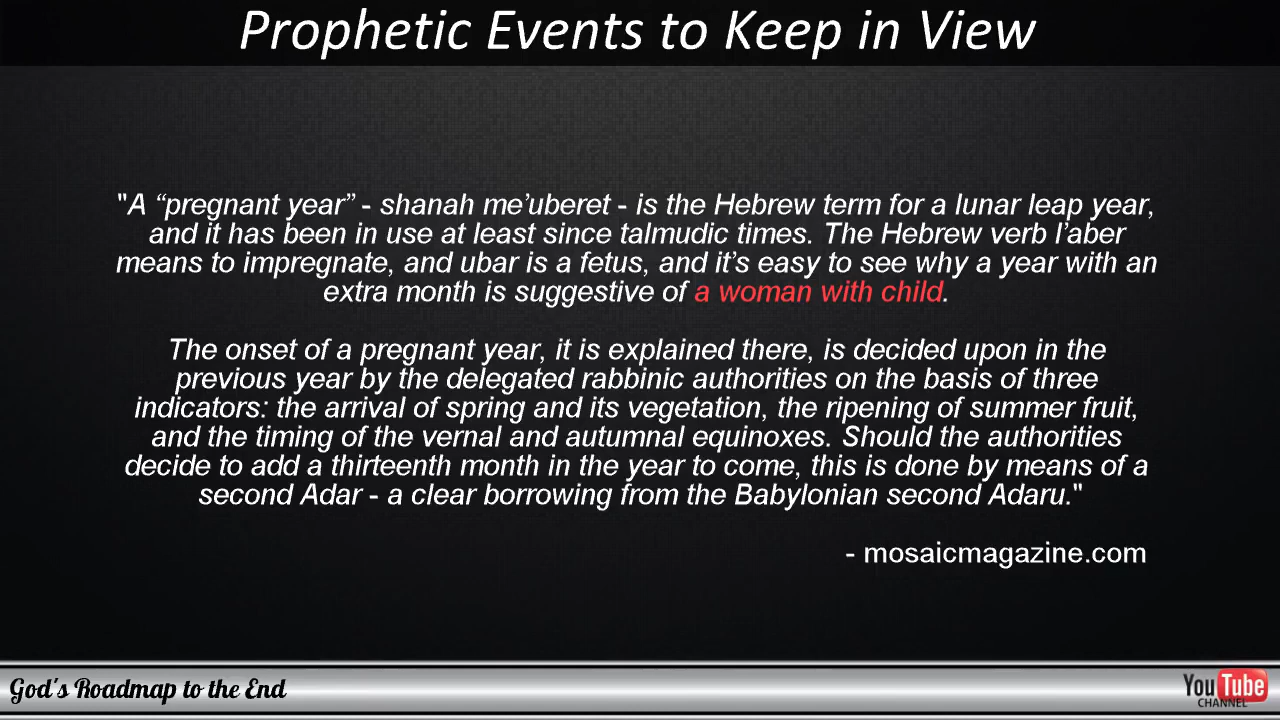 Prophetic Events to Keep in View
"A “pregnant year” - shanah me’uberet - is the Hebrew term for a lunar leap year,
and it has been in use at least since talmudic times. The Hebrew verb l’aber
means to impregnate, and ubar is a fetus, and it’s easy to see why a year with an
extra month is suggestive of a woman with child.
The onset of a pregnant year, it is explained there, is decided upon in the
previous year by the delegated rabbinic authorities on the basis of three
indicators: the arrival of spring and its vegetation, the ripening of summer fruit,
and the timing of the vernal and autumnal equinoxes. Should the authorities
decide to add a thirteenth month in the year to come, this is done by means of a
second Adar - a clear borrowing from the Babylonian second Adaru."
- mosaicmagazine.com
God's Roadmap to the End
YouTube
CHANNEL